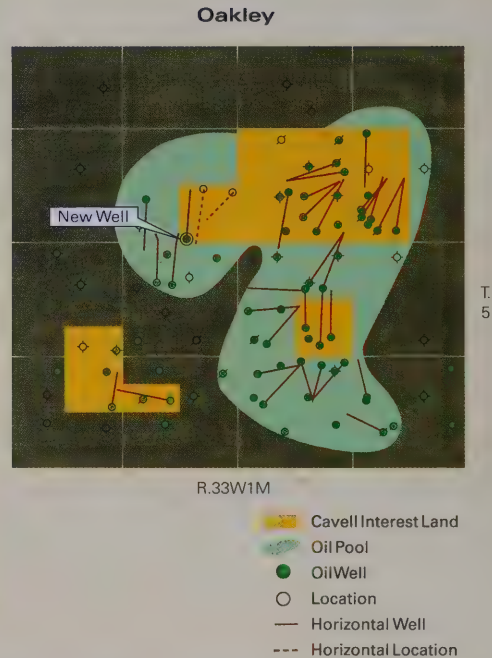 Oakley
New Well
T.
5
R.33W1M
Cavell Interest Land
Oil Pool
Oil Well
Location
Horizontal Well
Horizontal Location